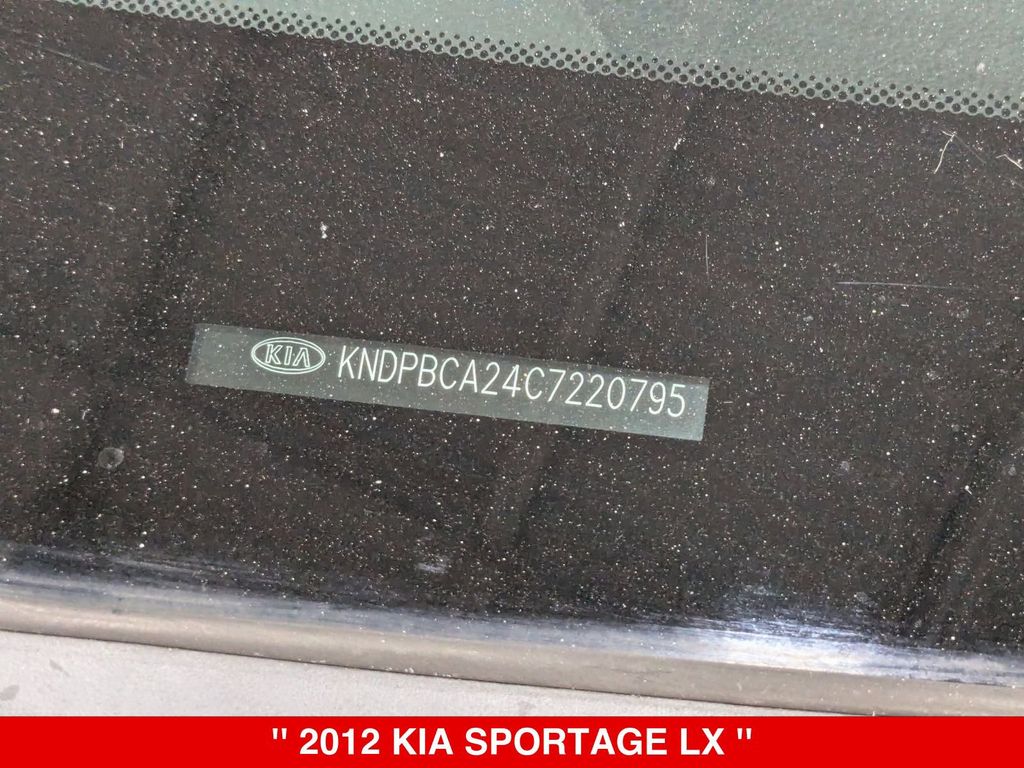 KIA KNDPBCA24C7220795
" 2012 KIA SPORTAGE LX "